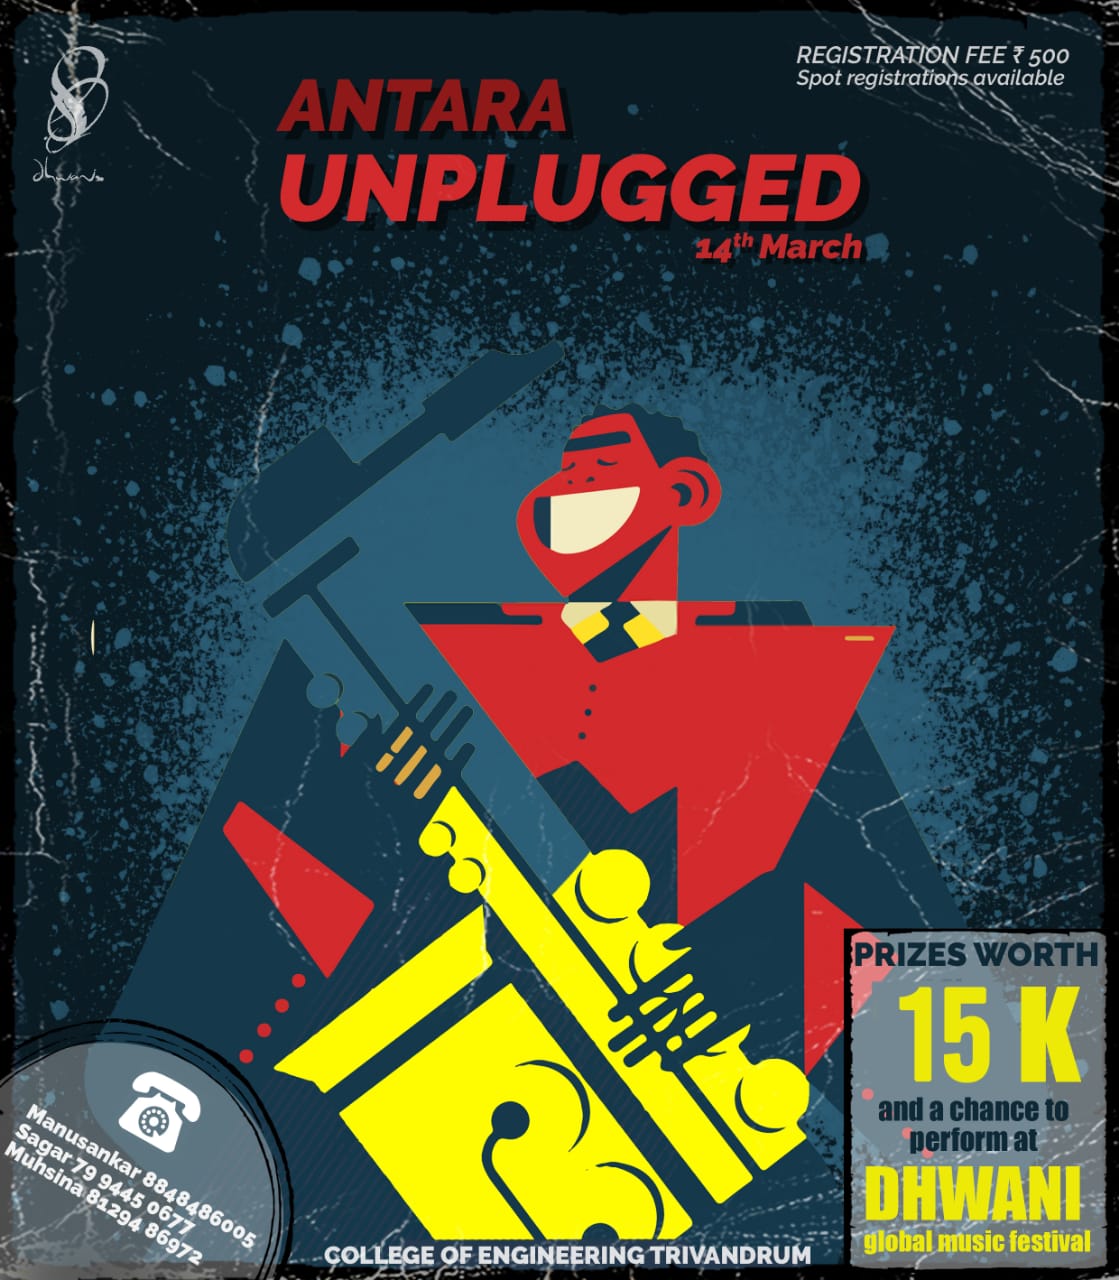 dhwani
REGISTRATION FEE ₹ 500
Spot registrations available
ANTARA
UNPLUGGED
14th March
PRIZES WORTH
15 K
and a chance to
perform at
DHWANI
global music festival
Manusankar 8848486005
Sagar 79 9445 0677
Muhsina 81294 86972
COLLEGE OF ENGINEERING TRIVANDRUM